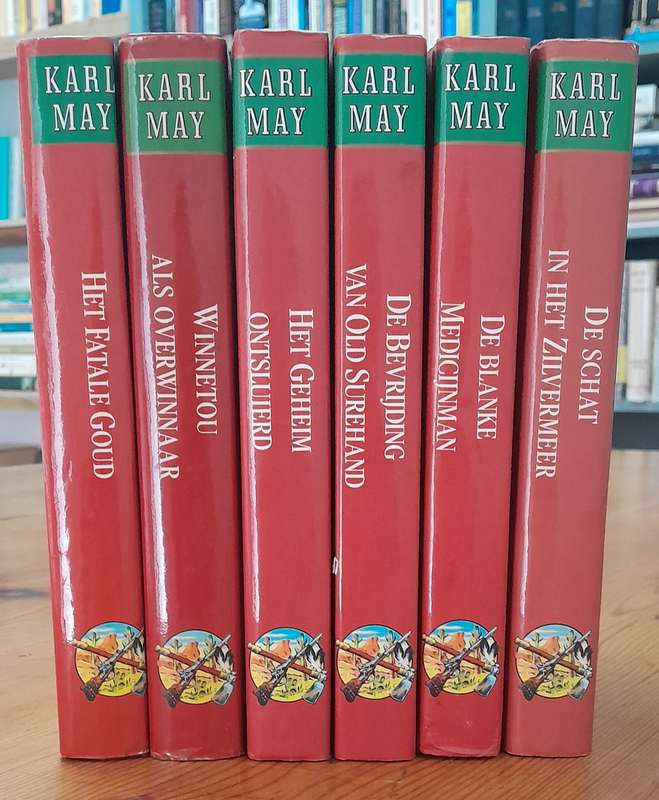 KARL
MAY
HET FATALE GOUD
KARL
MAY
WINNETOU
ALS OVERWINNAAR
KARL
MAY
HET GEHEIM
ONTSLUIERD
KARL
MAY
DE BEVRIJDING
VAN OLD SUREHAND
KARL
MAY
DE BLANKE
MEDICIJNMAN
KARL
MAY
DE SCHAT
IN HET ZILVERMEER